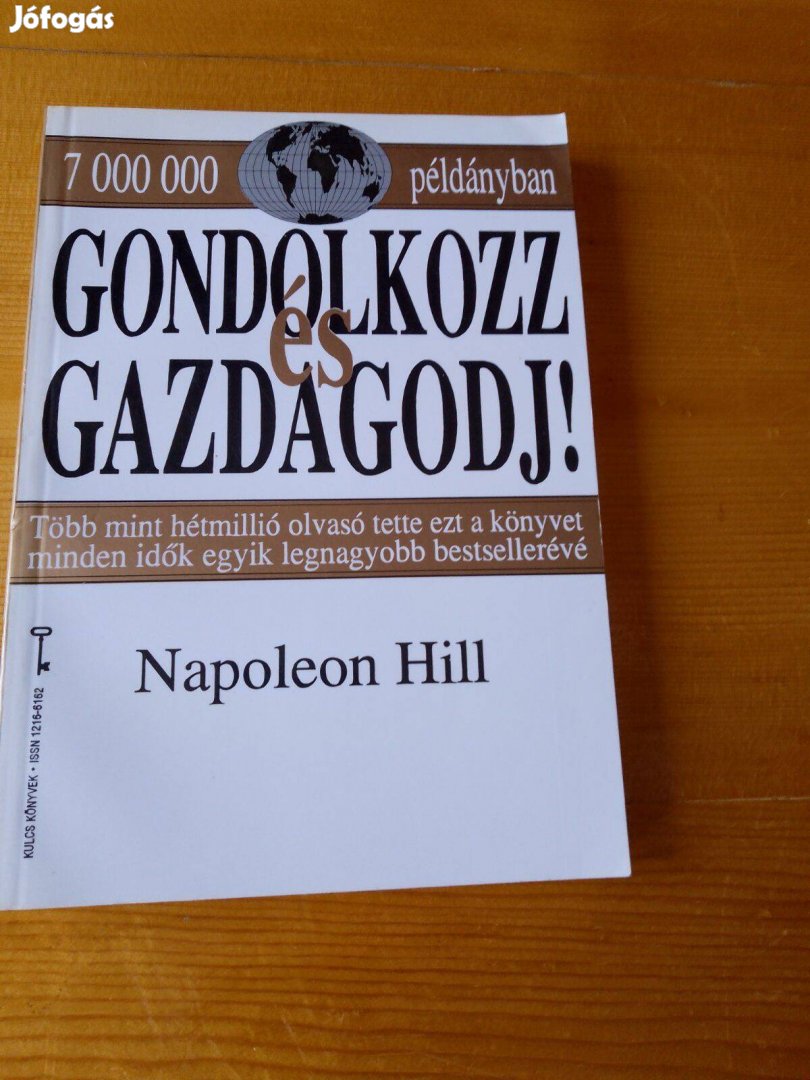 Jófogás
7 000 000 példányban
GONDOLKOZZ
és
GAZDAGODJ!
Több mint hétmillió olvasó tette ezt a könyvet
minden idők egyik legnagyobb bestsellerévé
Napoleon Hill
KULCS KÖNYVEK • ISSN 1216-6162